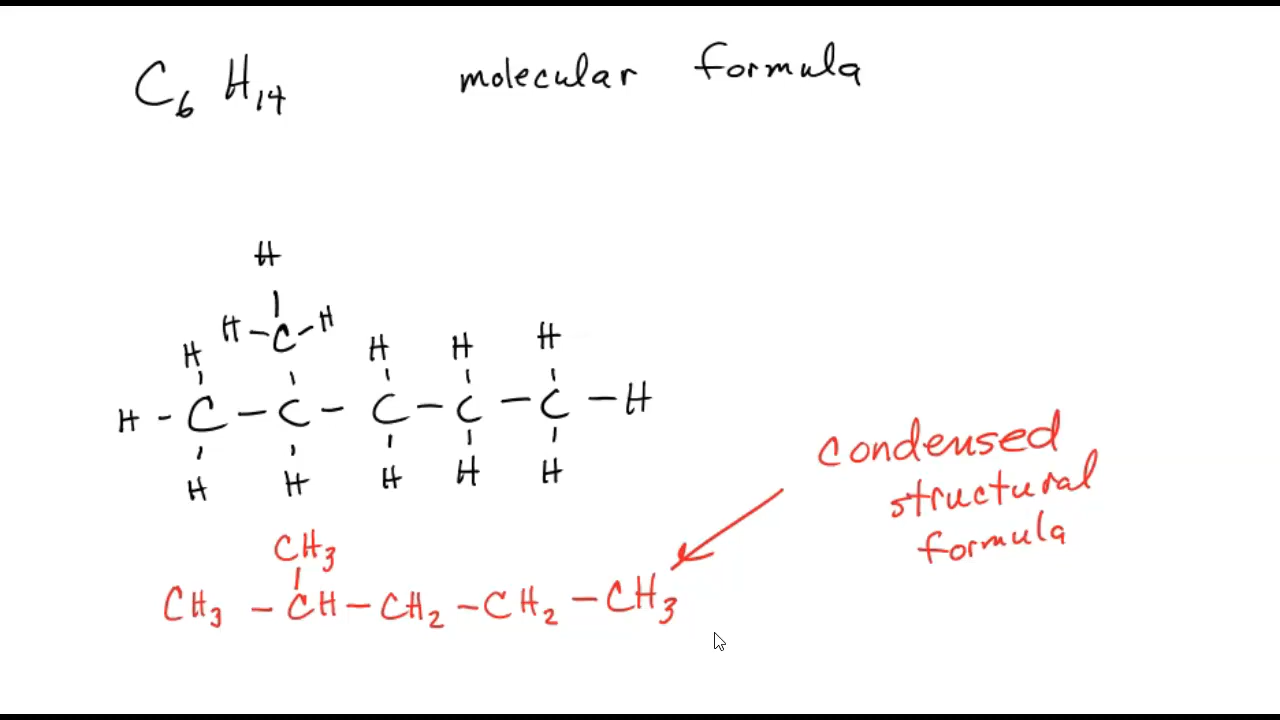 C6 H14 molecular formula
H
H - C - H
H H H H
H - C - C - C - C - C - H
H H H H H
condensed
structural
formula
CH3
CH3 - CH - CH2 - CH2 - CH3